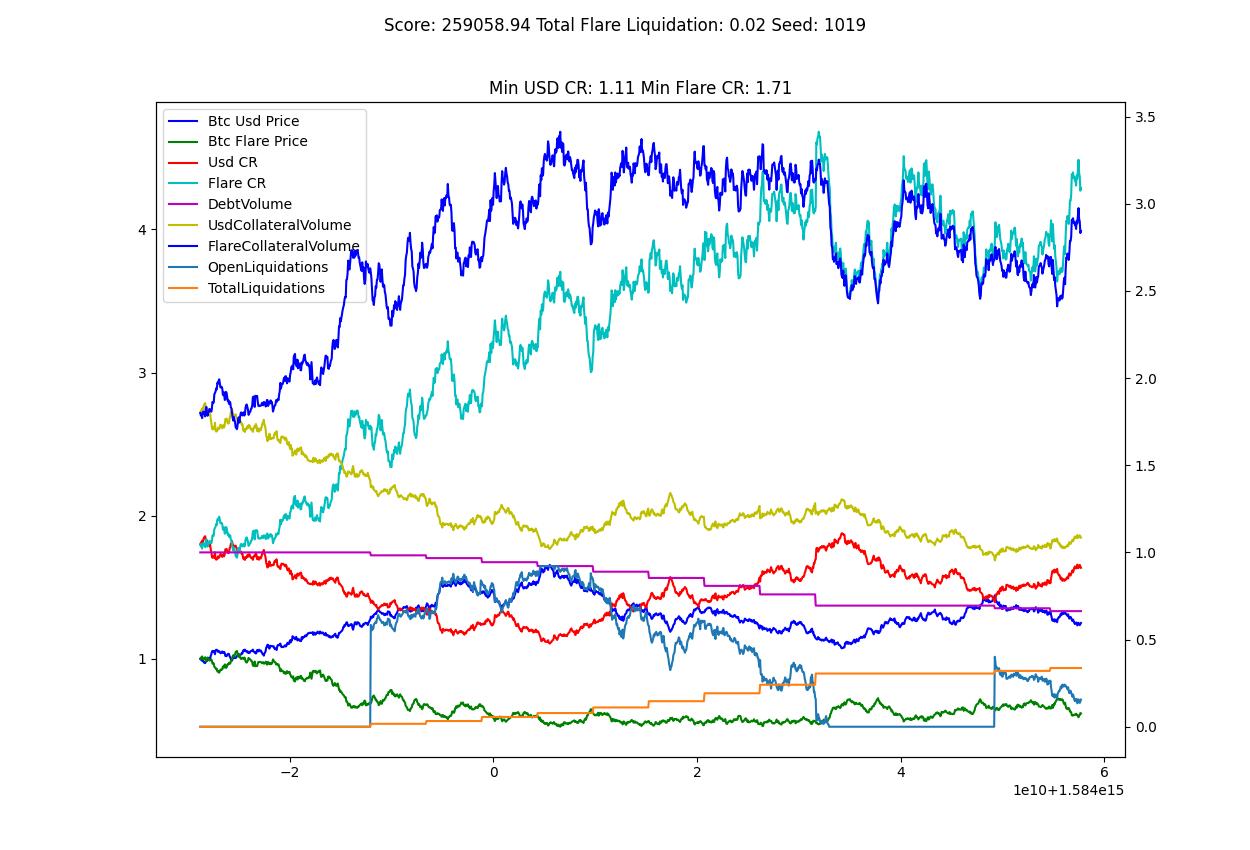 Score: 259058.94 Total Flare Liquidation: 0.02 Seed: 1019
Min USD CR: 1.11 Min Flare CR: 1.71
Btc Usd Price
Btc Flare Price
Usd CR
Flare CR
DebtVolume
UsdCollateralVolume
FlareCollateralVolume
OpenLiquidations
TotalLiquidations
4
3
2
1
3.5
3.0
2.5
2.0
1.5
1.0
0.5
0.0
−2
0
2
4
6
1e10+1.584e15